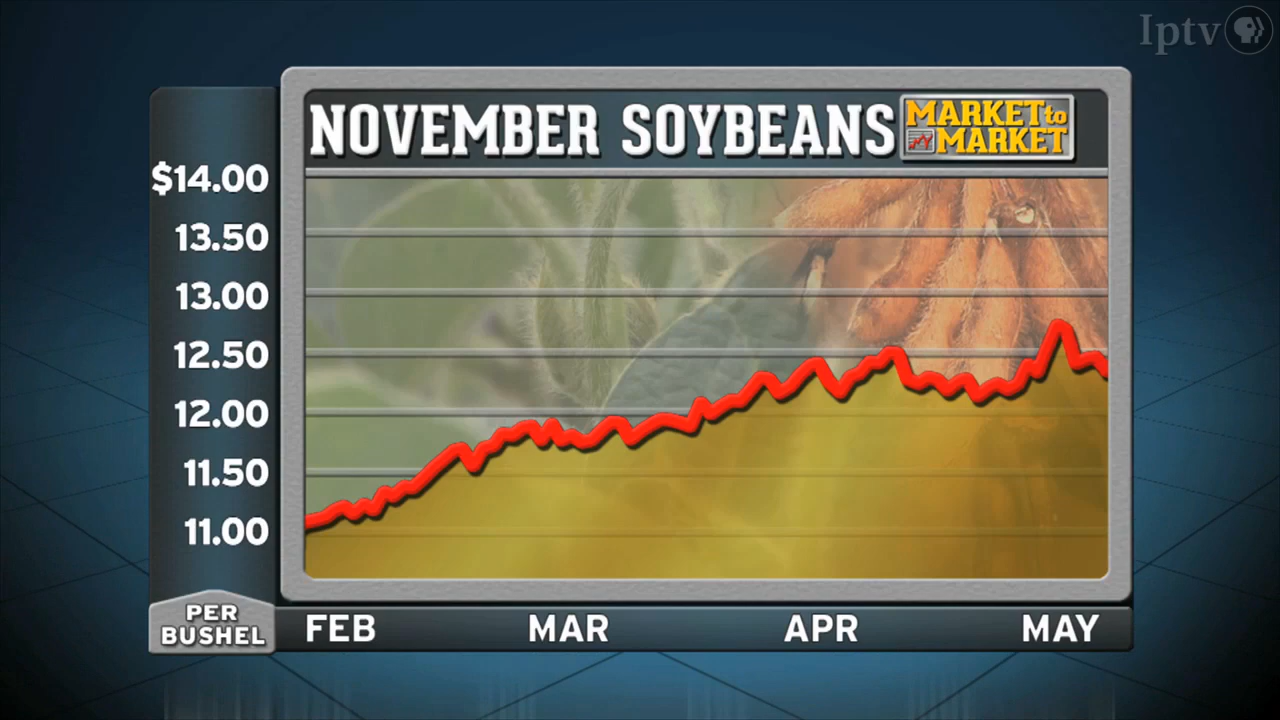 Iptv
NOVEMBER SOYBEANS
MARKET to
MARKET
$14.00
13.50
13.00
12.50
12.00
11.50
11.00
PER
BUSHEL
FEB MAR APR MAY